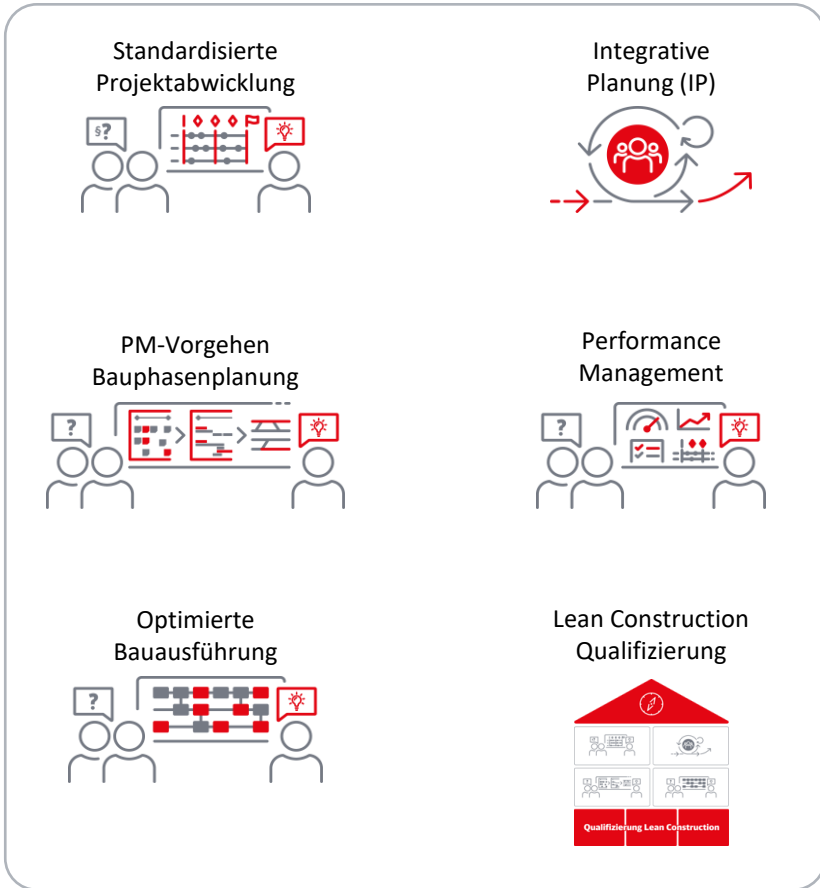 Standardisierte
Projektabwicklung
§?
Integrative
Planung (IP)
PM-Vorgehen
Bauphasenplanung
?
Performance
Management
?
Optimierte
Bauausführung
?
Lean Construction
Qualifizierung
Qualifizierung Lean Construction